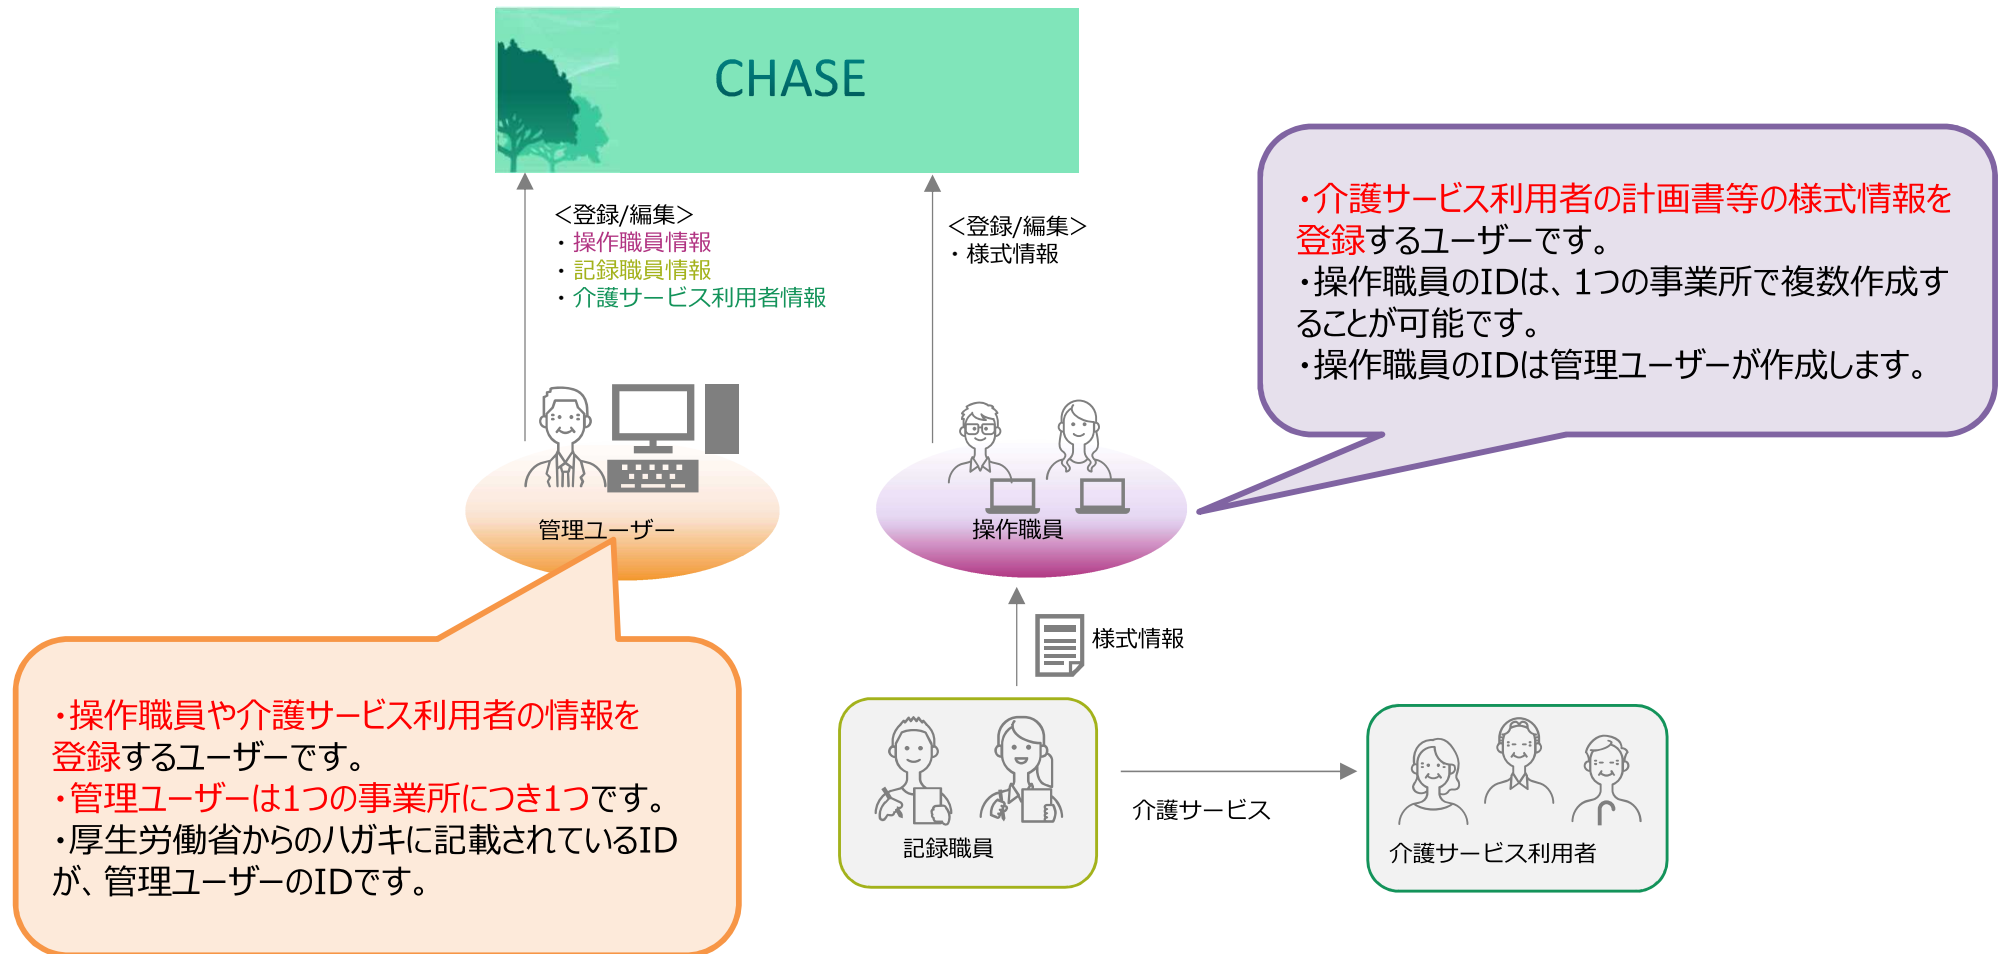 CHASE
＜登録/編集＞
・操作職員情報
・記録職員情報
・介護サービス利用者情報
＜登録/編集＞
・様式情報
・介護サービス利用者の計画書等の様式情報を
登録するユーザーです。
・操作職員のIDは、1つの事業所で複数作成す
ることが可能です。
・操作職員のIDは管理ユーザーが作成します。
管理ユーザー
操作職員
様式情報
・操作職員や介護サービス利用者の情報を
登録するユーザーです。
・管理ユーザーは1つの事業所につき1つです。
・厚生労働省からのハガキに記載されているID
が、管理ユーザーのIDです。
記録職員
介護サービス
介護サービス利用者